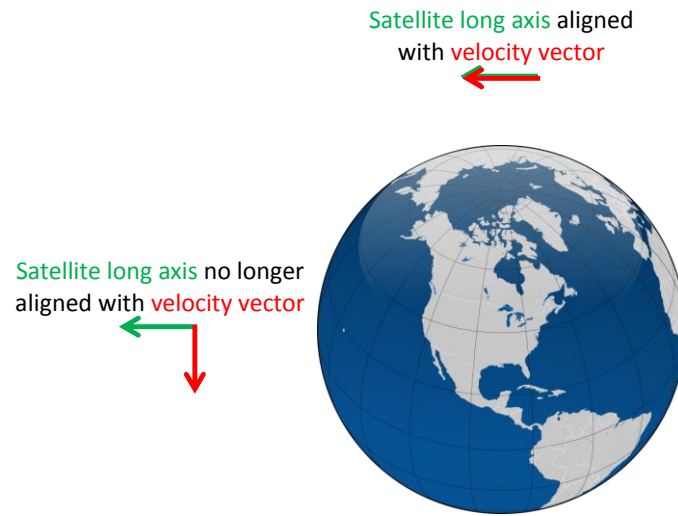 Satellite long axis aligned
with velocity vector
Satellite long axis no longer
aligned with velocity vector